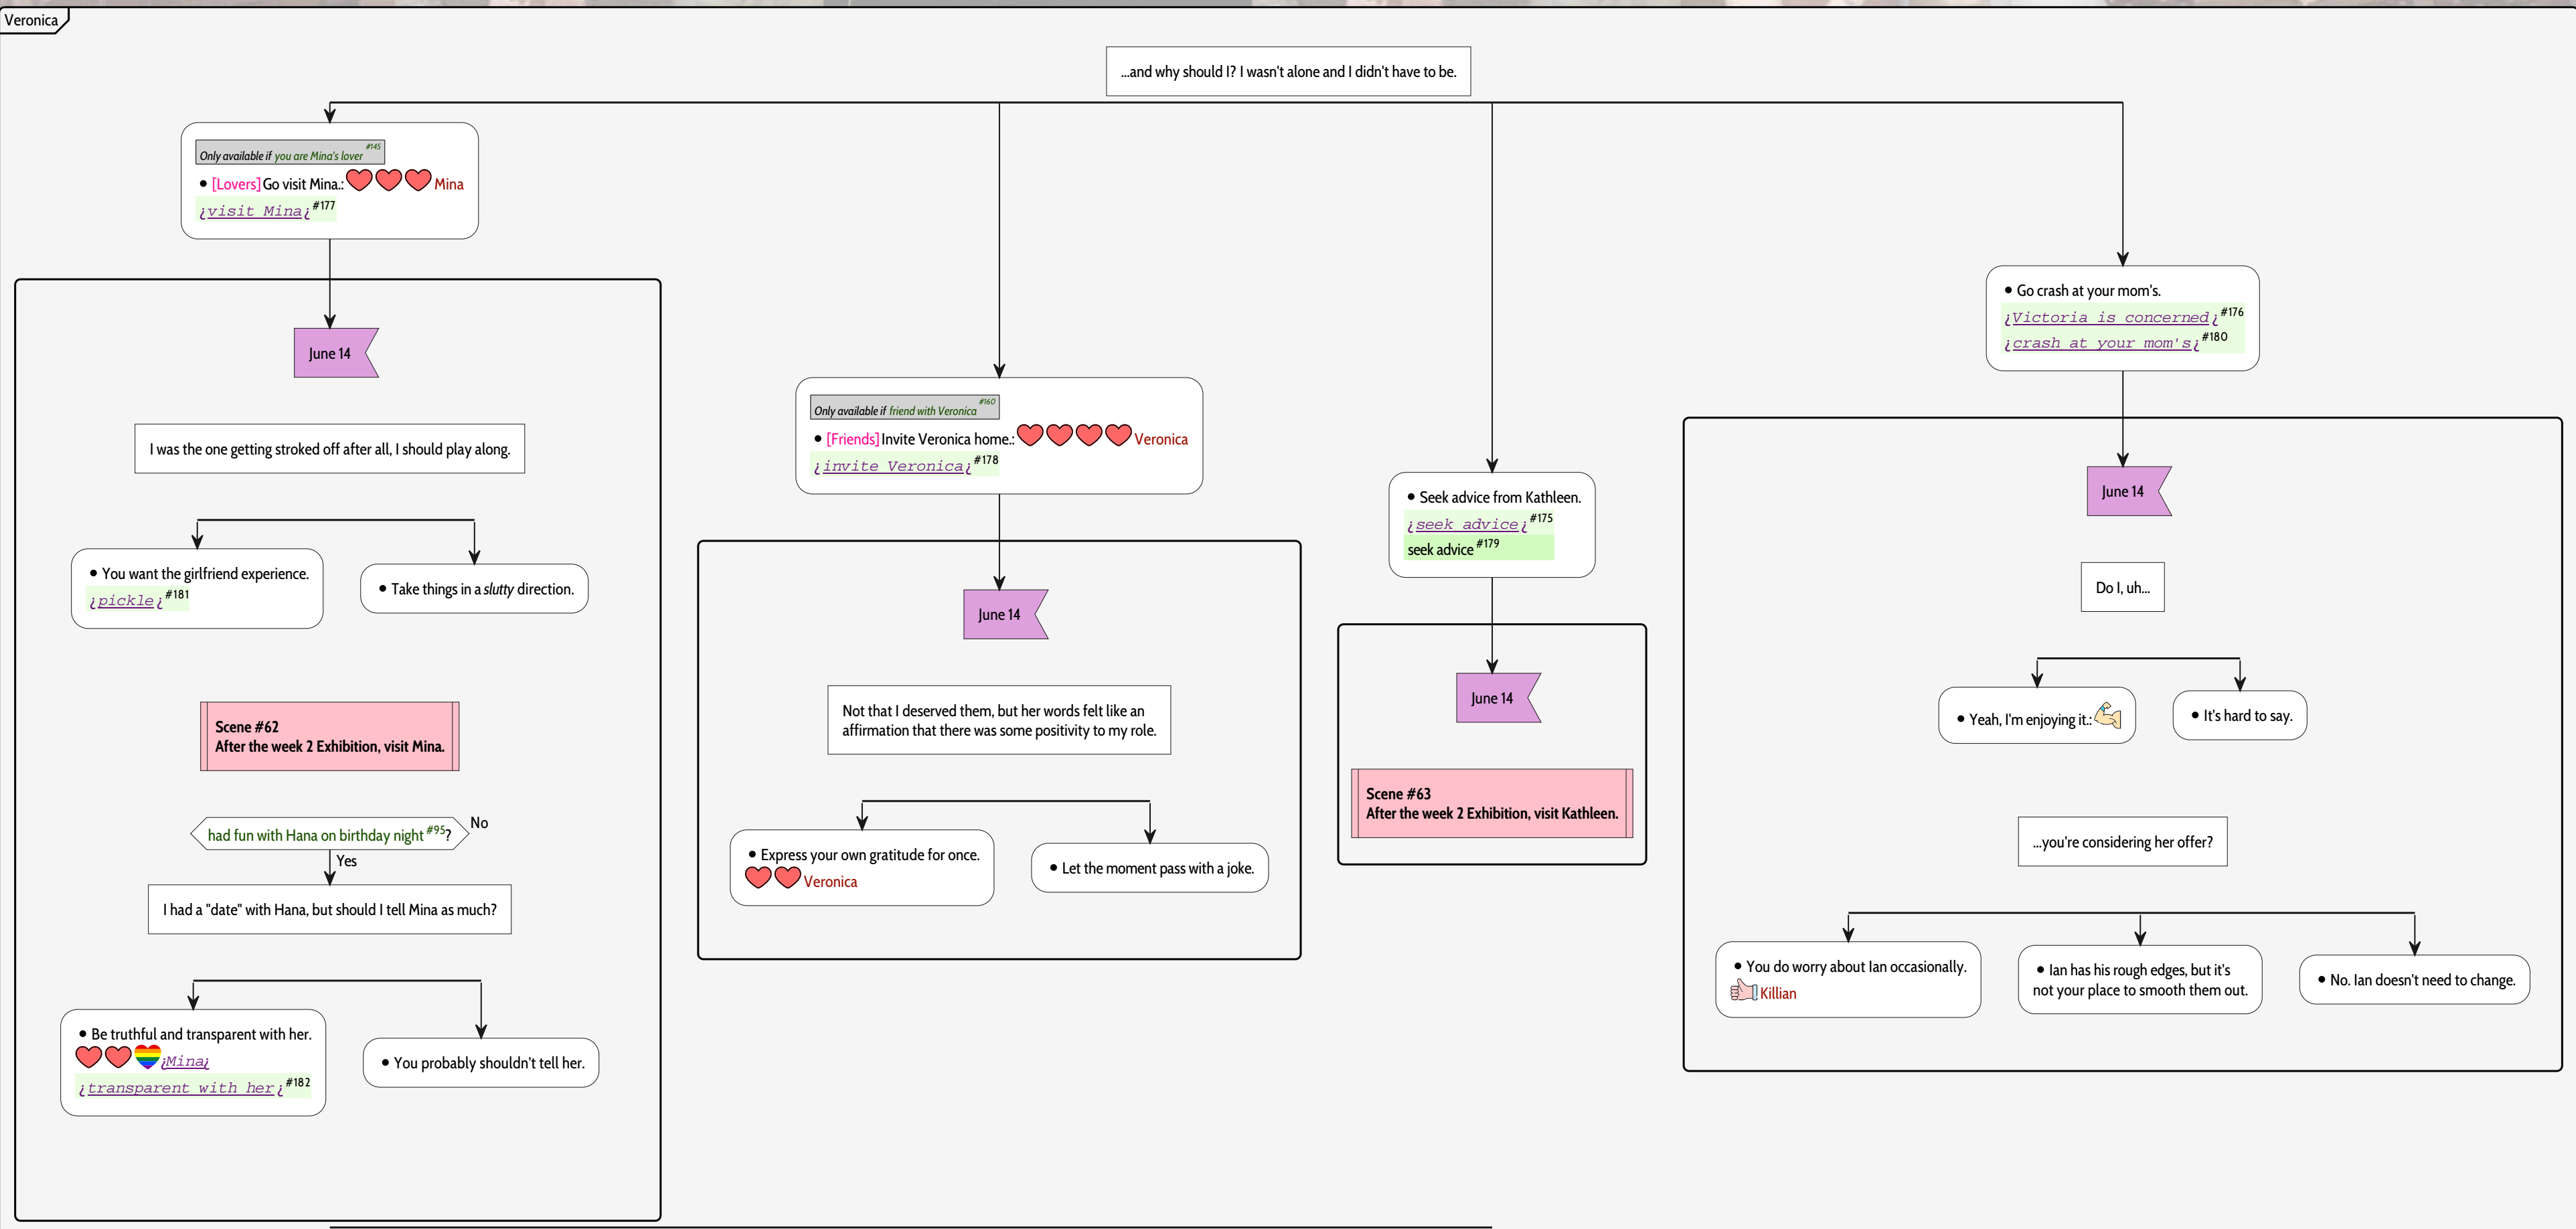 Veronica
...and why should I? I wasn't alone and I didn't have to be.
Only available if you are Mina's lover #145
• [Lovers] Go visit Mina.: Mina
¿visit Mina¿ #177
June 14
I was the one getting stroked off after all, I should play along.
• You want the girlfriend experience.
¿pickle¿ #181
• Take things in a slutty direction.
Scene #62
After the week 2 Exhibition, visit Mina.
had fun with Hana on birthday night #95?
No
Yes
I had a "date" with Hana, but should I tell Mina as much?
• Be truthful and transparent with her.
¿Mina¿
¿transparent with her¿ #182
• You probably shouldn't tell her.
Only available if friend with Veronica #160
• [Friends] Invite Veronica home.: Veronica
¿invite Veronica¿ #178
June 14
Not that I deserved them, but her words felt like an
affirmation that there was some positivity to my role.
• Express your own gratitude for once.
Veronica
• Let the moment pass with a joke.
• Seek advice from Kathleen.
¿seek advice¿ #175
seek advice #179
June 14
Scene #63
After the week 2 Exhibition, visit Kathleen.
• Go crash at your mom's.
¿Victoria is concerned¿ #176
¿crash at your mom's¿ #180
June 14
Do I, uh...
• Yeah, I'm enjoying it.:
• It's hard to say.
...you're considering her offer?
• You do worry about Ian occasionally.
Killian
• Ian has his rough edges, but it's
not your place to smooth them out.
• No. Ian doesn't need to change.